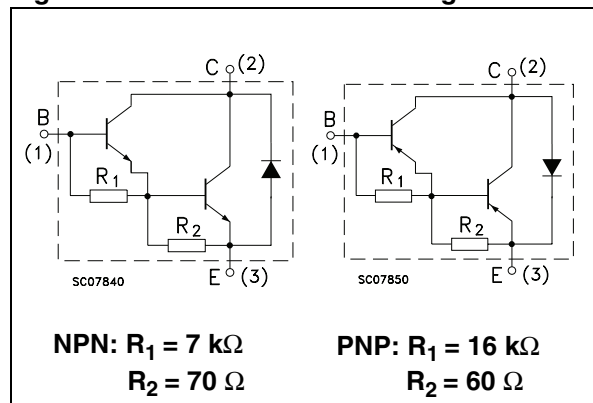 C (2)
B
(1)
R1
R2
E (3)
SC07840
C (2)
B
(1)
R1
R2
E (3)
SC07850
NPN: R1 = 7 kΩ
R2 = 70 Ω
PNP: R1 = 16 kΩ
R2 = 60 Ω